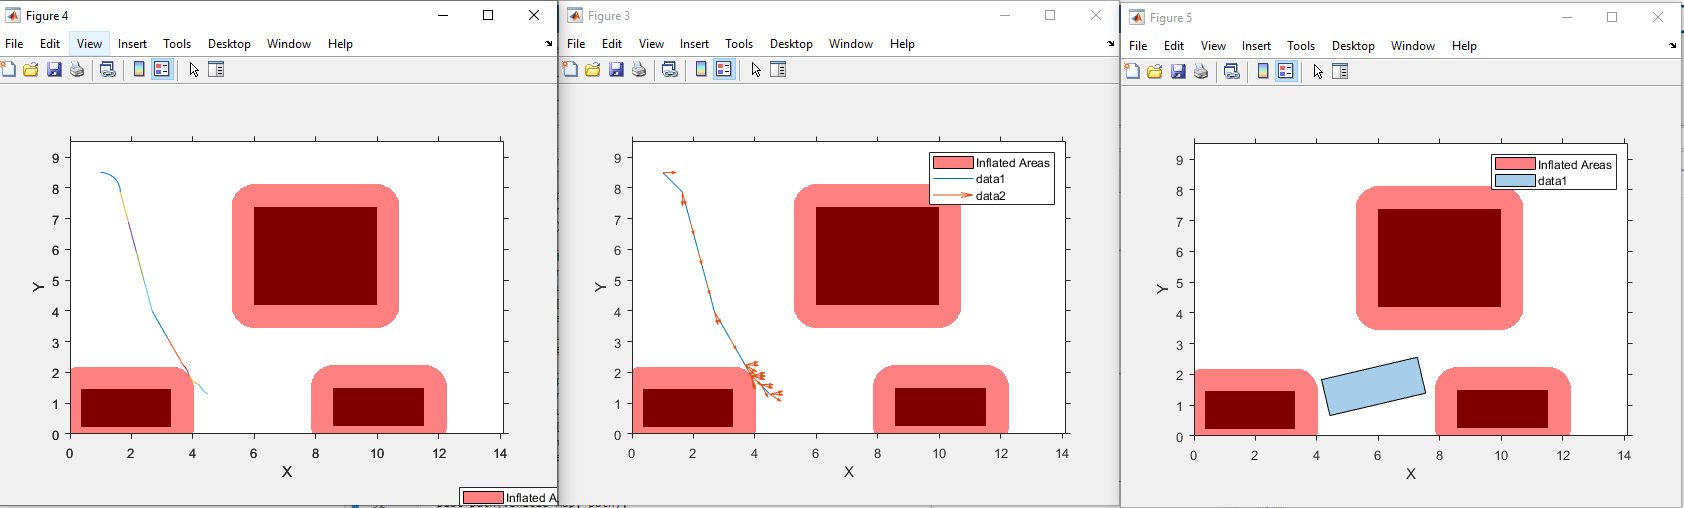 Figure 4
File Edit View Insert Tools Desktop Window Help
9
8
7
6
5
4
3
2
1
0
Y
0 2 4 6 8 10 12 14
X
Inflated A
Figure 3
File Edit View Insert Tools Desktop Window Help
Inflated Areas
data1
data2
9
8
7
6
5
4
3
2
1
0
Y
0 2 4 6 8 10 12 14
X
Figure 5
File Edit View Insert Tools Desktop Window Help
Inflated Areas
data1
9
8
7
6
5
4
3
2
1
0
Y
0 2 4 6 8 10 12 14
X